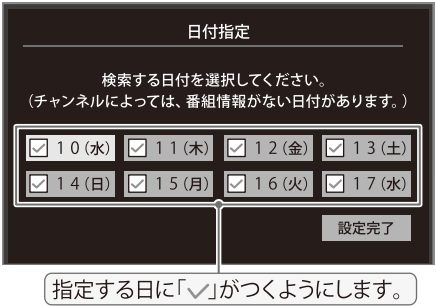 日付指定
検索する日付を選択してください。
（チャンネルによっては、番組情報がない日付があります。）
１０（水） １１（木） １２（金） １３（土）
１４（日） １５（月） １６（火） １７（水）
設定完了
指定する日に「✓」がつくようにします。